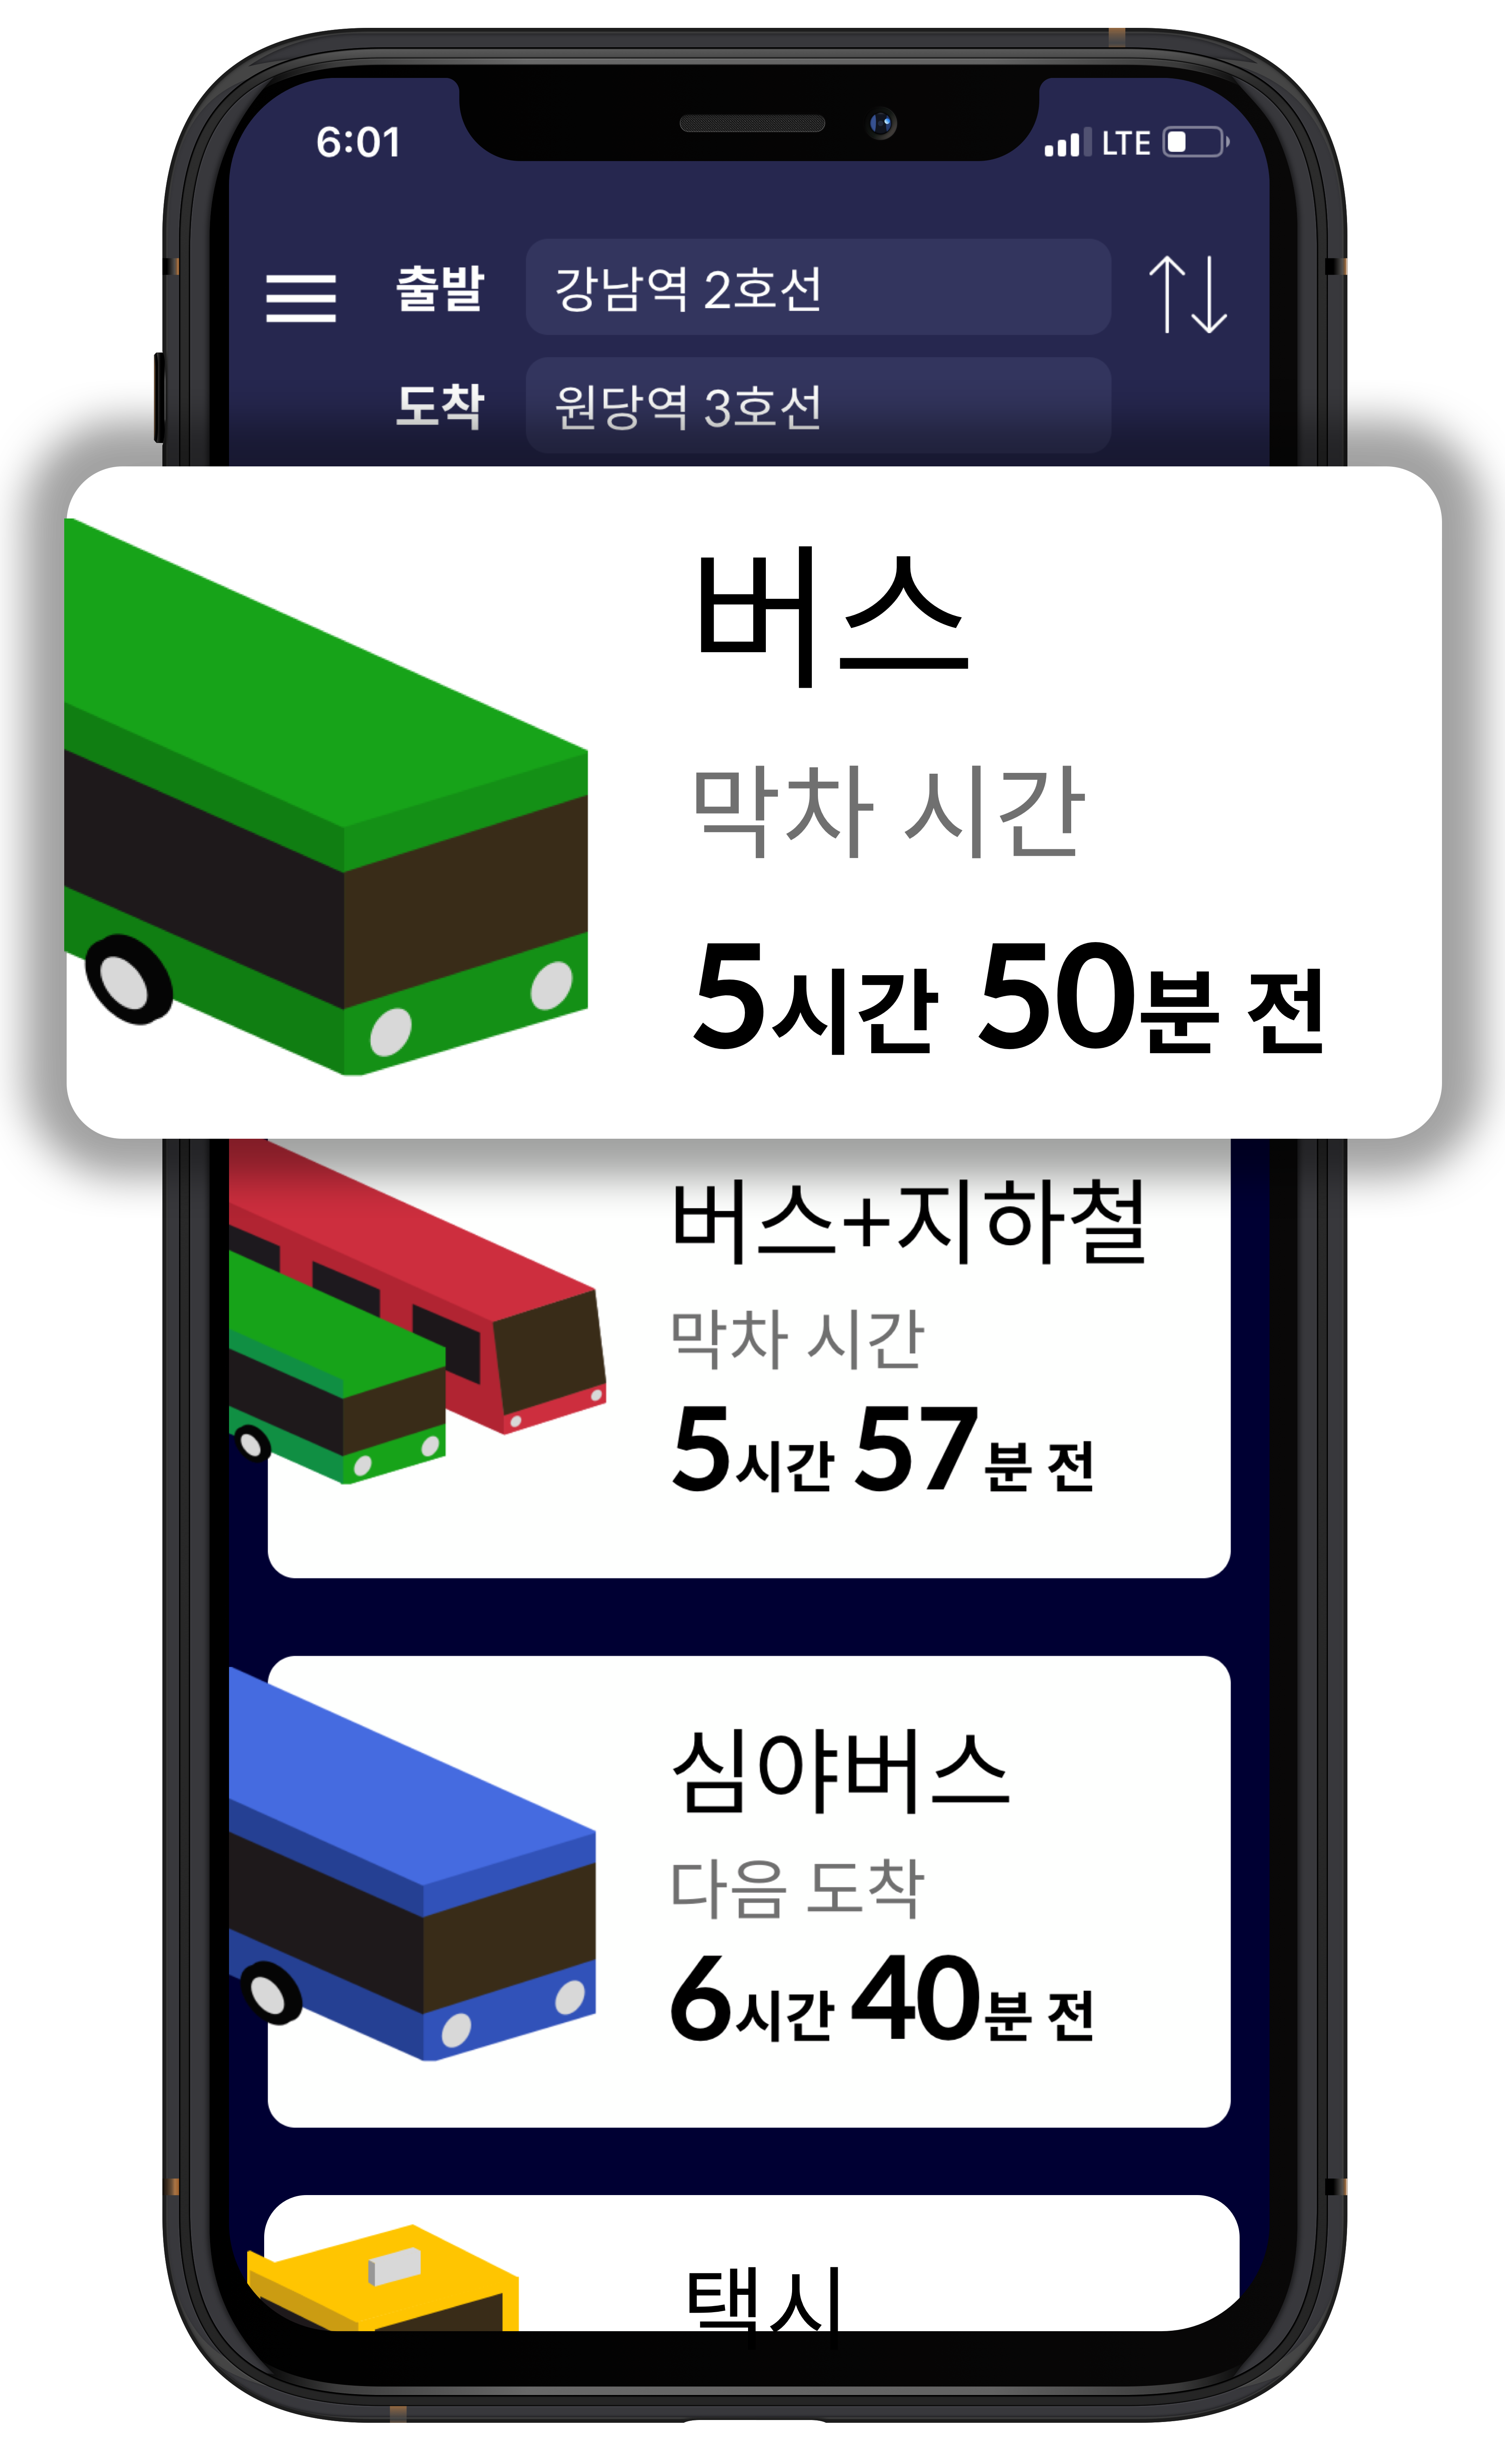 6:01 LTE
출발 강남역 2호선
도착 원당역 3호선
버스
막차 시간
5시간 50분 전
버스+지하철
막차 시간
5시간 57분 전
심야버스
다음 도착
6시간 40분 전
택시